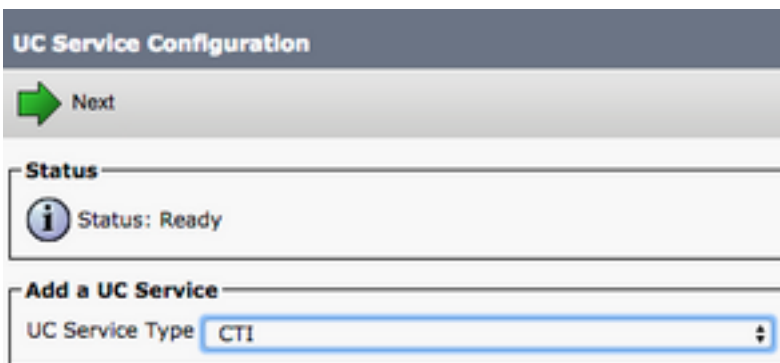 UC Service Configuration
Next
Status
Status: Ready
Add a UC Service
UC Service Type CTI